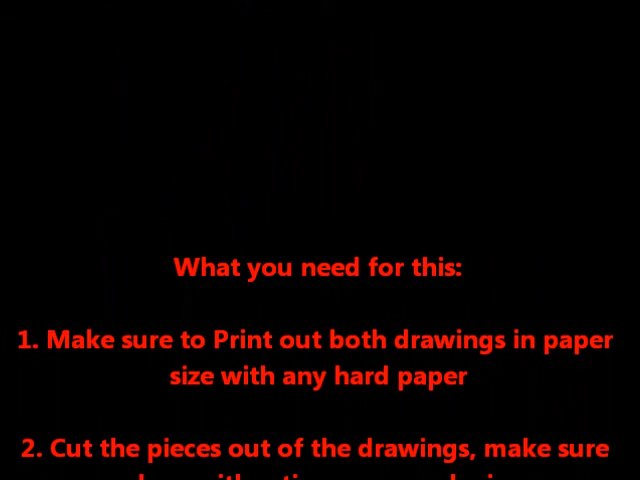 What you need for this:
1. Make sure to Print out both drawings in paper
size with any hard paper
2. Cut the pieces out of the drawings, make sure